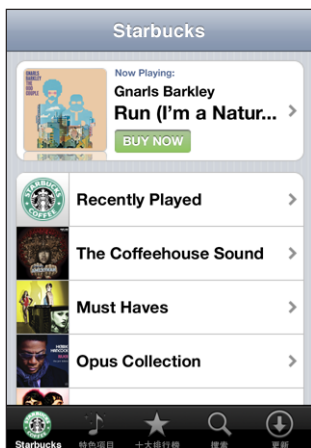 Starbucks
GNARLS
BARKLEY
THE
ODD
COUPLE
Now Playing:
Gnarls Barkley
Run (I'm a Natur...
BUY NOW
STARBUCKS
COFFEE
Recently Played
The Coffeehouse Sound
Must Haves
HERBIE
HANCOCK
Opus Collection
Starbucks
特色項目
十大排行榜
搜索
更新